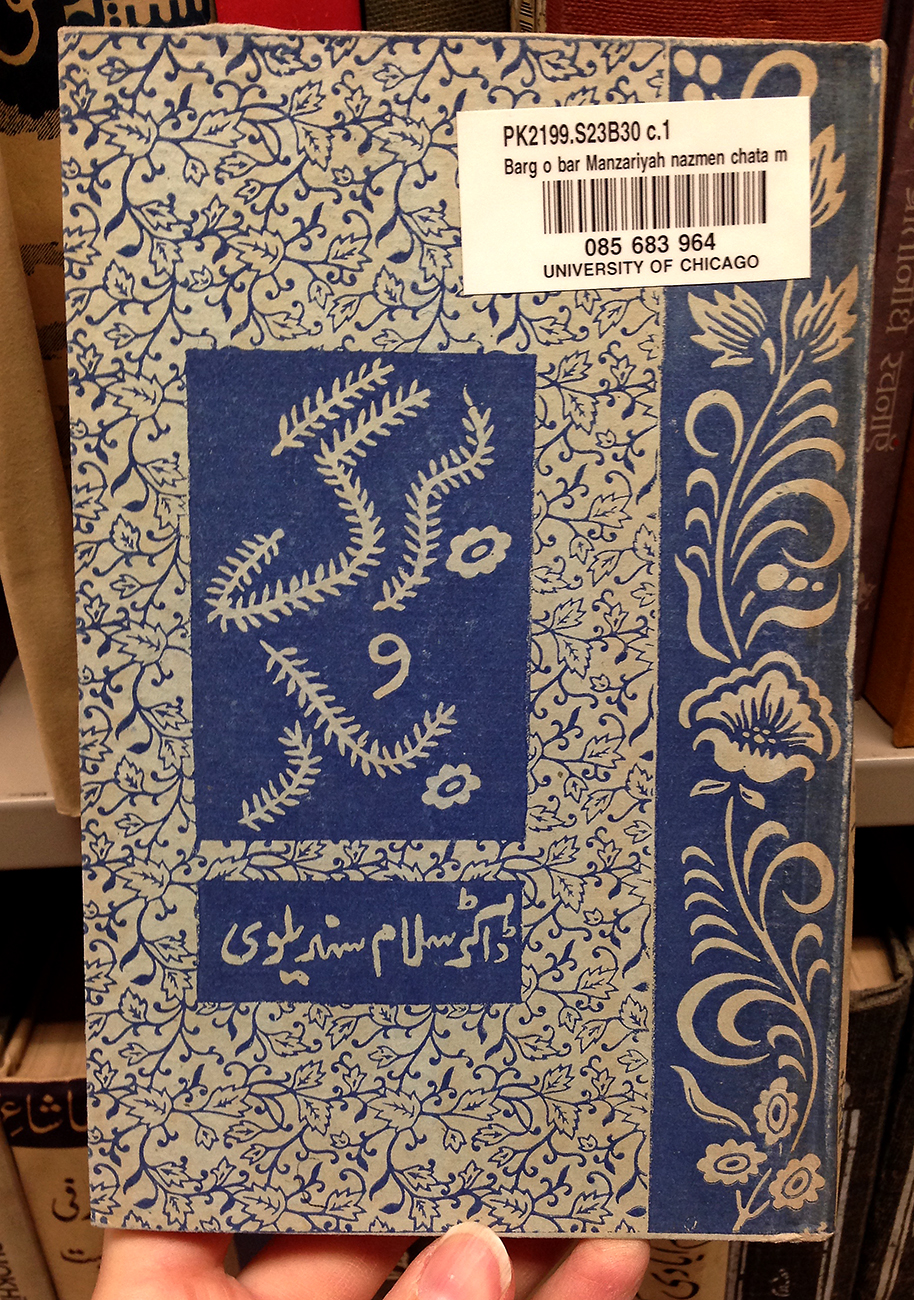 PK2199.S23B30 c.1
Barg o bar Manzariyah nazmen chata m
085 683 964
UNIVERSITY OF CHICAGO
برگ
و
بار
ڈاکٹر سلام سندیلوی